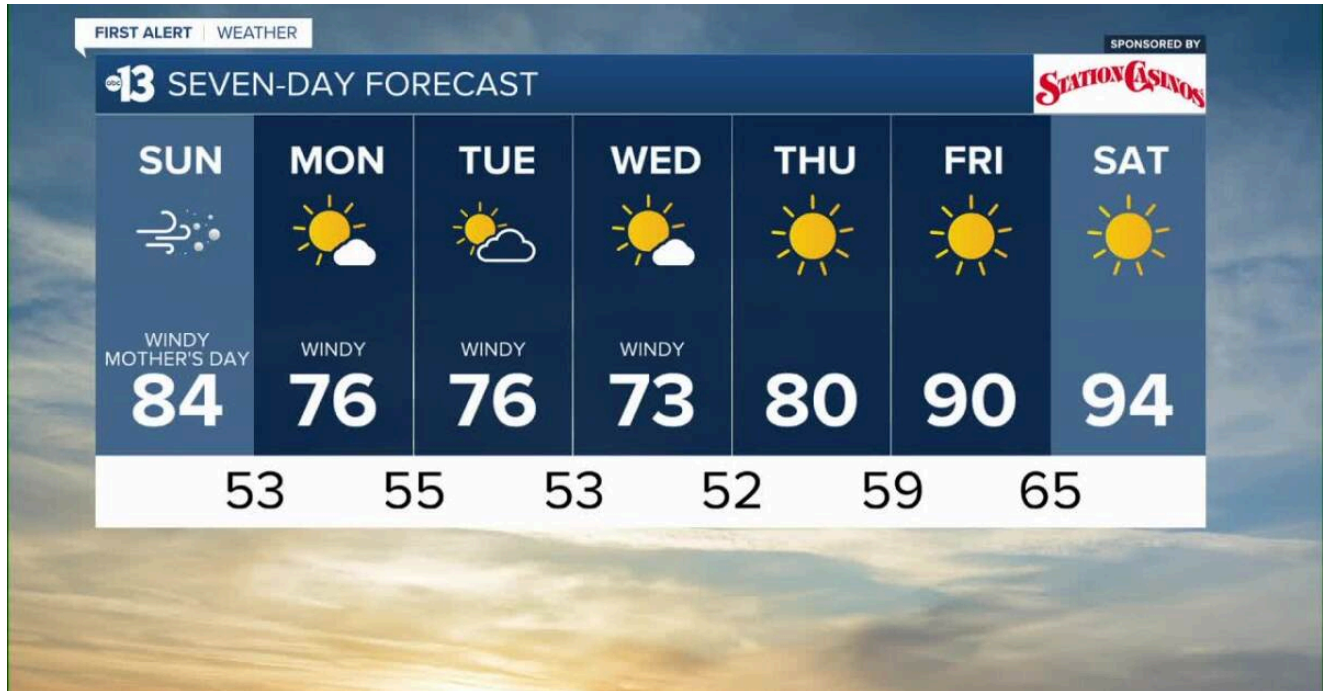 FIRST ALERT WEATHER
SPONSORED BY
abc 13 SEVEN-DAY FORECAST
STATION CASINOS
SUN MON TUE WED THU FRI SAT
WINDY
MOTHER'S DAY WINDY WINDY WINDY
84 76 76 73 80 90 94
53 55 53 52 59 65